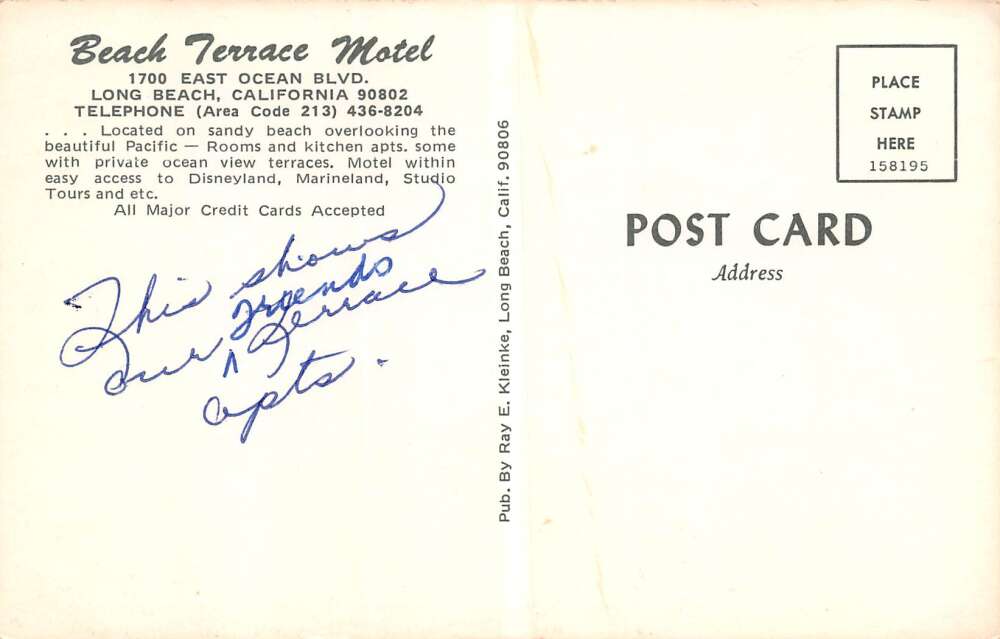 Beach Terrace Motel
1700 EAST OCEAN BLVD.
LONG BEACH, CALIFORNIA 90802
TELEPHONE (Area Code 213) 436-8204
. . . Located on sandy beach overlooking the
beautiful Pacific — Rooms and kitchen apts. some
with private ocean view terraces. Motel within
easy access to Disneyland, Marineland, Studio
Tours and etc.
All Major Credit Cards Accepted
This shows
friends
our ^ Terrace
apts.
Pub. By Ray E. Kleinke, Long Beach, Calif. 90806
PLACE
STAMP
HERE
158195
POST CARD
Address